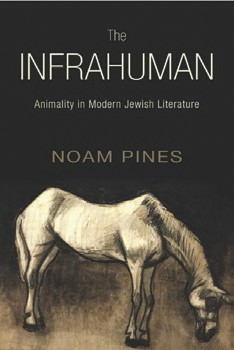 The
INFRAHUMAN
Animality in Modern Jewish Literature
NOAM PINES